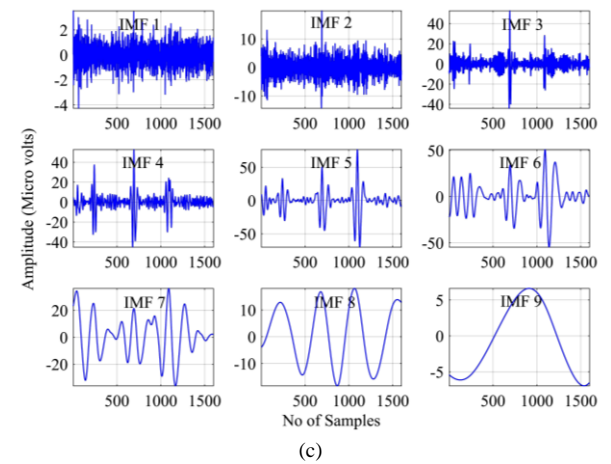 IMF 1 IMF 2 IMF 3
2 20 40
0 10 20
-2 0 0
-4 -10 -20
-40
500 1000 1500 500 1000 1500 500 1000 1500
Amplitude (Micro volts)
IMF 4 IMF 5 IMF 6
40 50 50
20 0 0
0 -50 -50
-20
-40
500 1000 1500 500 1000 1500 500 1000 1500
IMF 7 IMF 8 IMF 9
20 10 5
0 0 0
-20 -10 -5
500 1000 1500 500 1000 1500 500 1000 1500
No of Samples
(c)